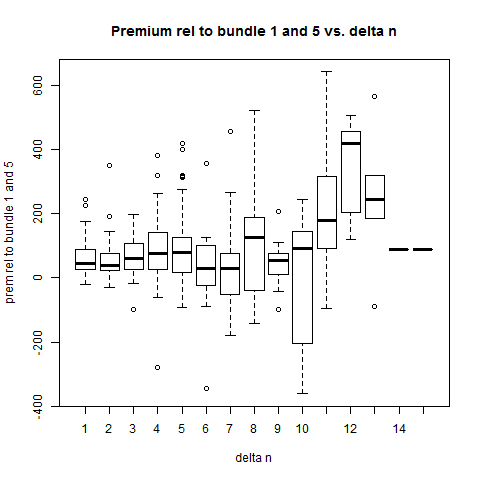 Premium rel to bundle 1 and 5 vs. delta n
prem rel to bundle 1 and 5
600
400
200
0
-200
-400
1 2 3 4 5 6 7 8 9 10 12 14
delta n